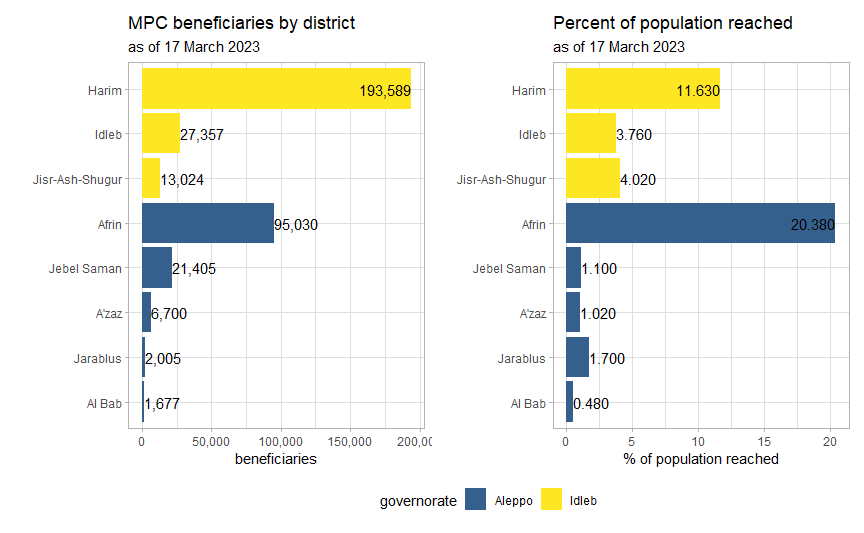 MPC beneficiaries by district
as of 17 March 2023
Harim 193,589
Idleb 27,357
Jisr-Ash-Shugur 13,024
Afrin 95,030
Jebel Saman 21,405
A'zaz 6,700
Jarablus 2,005
Al Bab 1,677
0 50,000 100,000 150,000 200,00
beneficiaries
Percent of population reached
as of 17 March 2023
Harim 11.630
Idleb 3.760
Jisr-Ash-Shugur 4.020
Afrin 20.380
Jebel Saman 1.100
A'zaz 1.020
Jarablus 1.700
Al Bab 0.480
0 5 10 15 20
% of population reached
governorate Aleppo Idleb